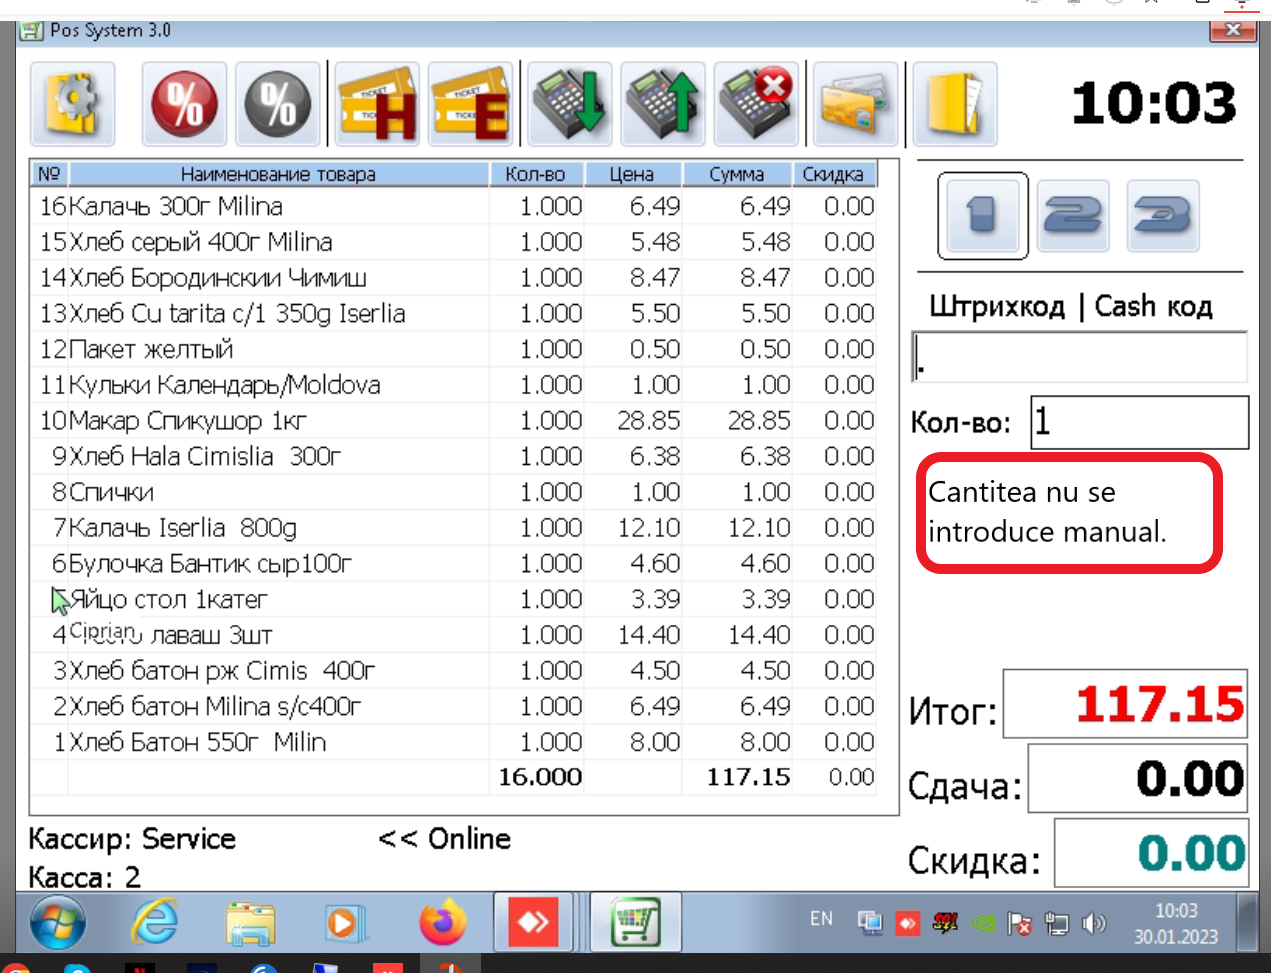 Pos System 3.0
10:03
№ Наименование товара Кол-во Цена Сумма Скидка
16 Калачь 300г Milina 1.000 6.49 6.49 0.00
15 Хлеб серый 400г Milina 1.000 5.48 5.48 0.00
14 Хлеб Бородинскии Чимиш 1.000 8.47 8.47 0.00
13 Хлеб Cu tarita c/1 350g Iserlia 1.000 5.50 5.50 0.00
12 Пакет желтый 1.000 0.50 0.50 0.00
11 Кульки Календарь/Moldova 1.000 1.00 1.00 0.00
10 Макар Спикушор 1кг 1.000 28.85 28.85 0.00
9 Хлеб Hala Cimislia 300г 1.000 6.38 6.38 0.00
8 Спички 1.000 1.00 1.00 0.00
7 Калачь Iserlia 800g 1.000 12.10 12.10 0.00
6 Булочка Бантик сыр100г 1.000 4.60 4.60 0.00
Яйцо стол 1катег 1.000 3.39 3.39 0.00
4 лаваш 3шт 1.000 14.40 14.40 0.00
Ciprian
3 Хлеб батон рж Cimis 400г 1.000 4.50 4.50 0.00
2 Хлеб батон Milina s/c400г 1.000 6.49 6.49 0.00
1 Хлеб Батон 550г Milin 1.000 8.00 8.00 0.00
16.000 117.15 0.00
1 2 3
Штрихкод | Cash код
.
Кол-во: 1
Cantitea nu se
introduce manual.
Итог: 117.15
Сдача: 0.00
Скидка: 0.00
Кассир: Service << Online
Касса: 2
EN
10:03
30.01.2023